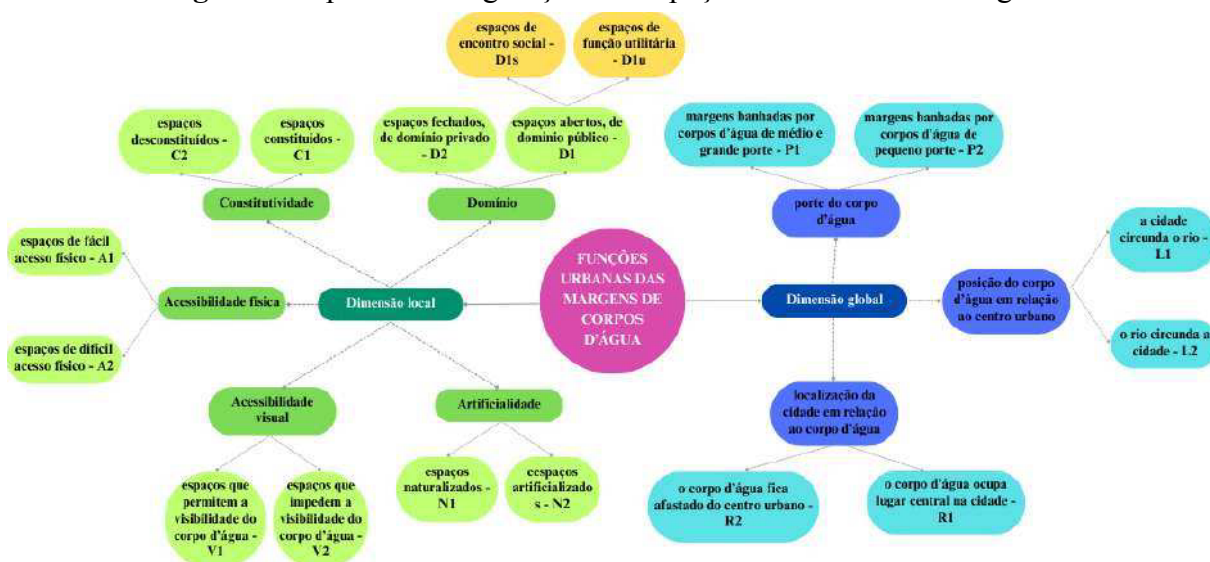 espaços de
encontro social -
D1s
espaços de
função utilitária
- D1u
espaços
desconstituídos -
C2
espaços
constituídos -
C1
espaços fechados,
de domínio privado
- D2
espaços abertos, de
domínio público -
D1
margens banhadas por
corpos d'água de médio e
grande porte - P1
margens banhadas por
corpos d'água de
pequeno porte - P2
Constitutividade
Domínio
porte do corpo
d'água
espaços de fácil
acesso físico - A1
a cidade
circunda o rio -
L1
Acessibilidade física
Dimensão local
FUNÇÕES
URBANAS DAS
MARGENS DE
CORPOS
D'ÁGUA
Dimensão global
posição do corpo
d'água em relação
ao centro urbano
espaços de difícil
acesso físico - A2
o rio circunda a
cidade - L2
Acessibilidade
visual
Artificialidade
localização da
cidade em relação
ao corpo d'água
espaços que
permitem a
visibilidade do
corpo d'água -
V1
espaços que
impedem a
visibilidade do
corpo d'água -
V2
espaços
naturalizados -
N1
eespaços
artificializado
s - N2
o corpo d'água fica
afastado do centro urbano -
R2
o corpo d'água ocupa
lugar central na cidade -
R1